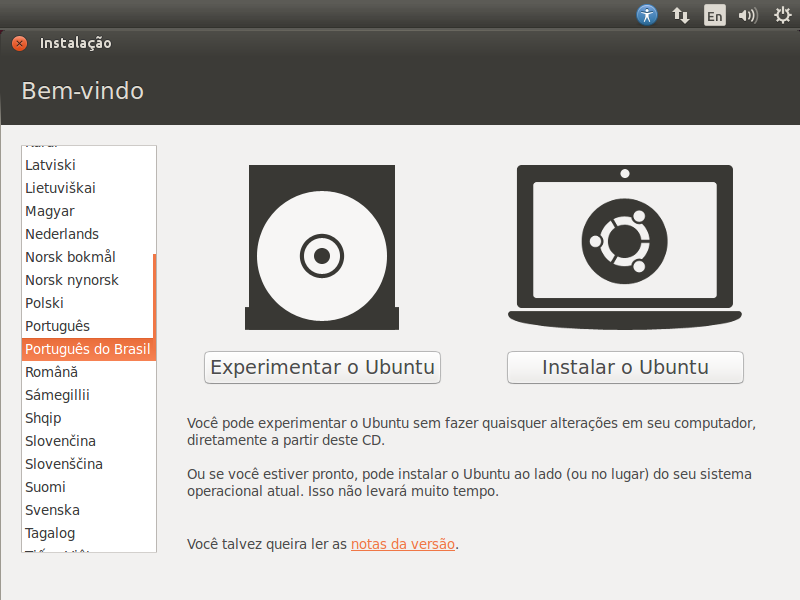 En
Instalação
Bem-vindo
Latviski
Lietuviškai
Magyar
Nederlands
Norsk bokmål
Norsk nynorsk
Polski
Português
Português do Brasil
Română
Sámegillii
Shqip
Slovenčina
Slovenščina
Suomi
Svenska
Tagalog
Experimentar o Ubuntu
Instalar o Ubuntu
Você pode experimentar o Ubuntu sem fazer quaisquer alterações em seu computador,
diretamente a partir deste CD.
Ou se você estiver pronto, pode instalar o Ubuntu ao lado (ou no lugar) do seu sistema
operacional atual. Isso não levará muito tempo.
Você talvez queira ler as notas da versão.